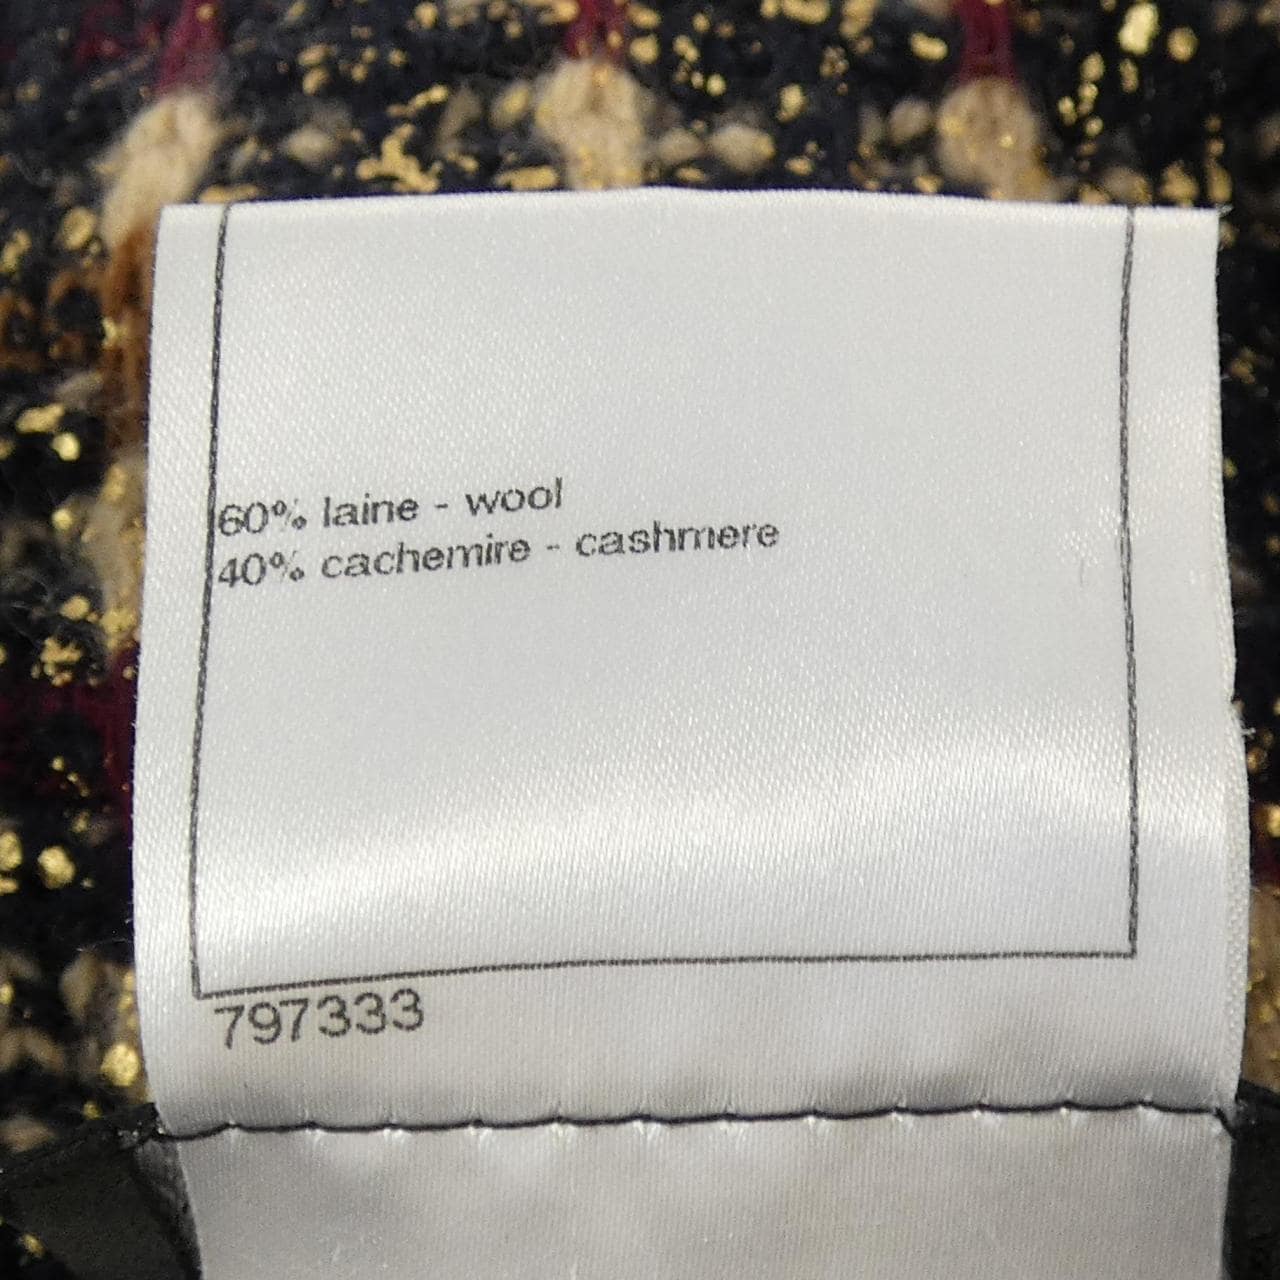 60% laine - wool
40% cachemire - cashmere
797333